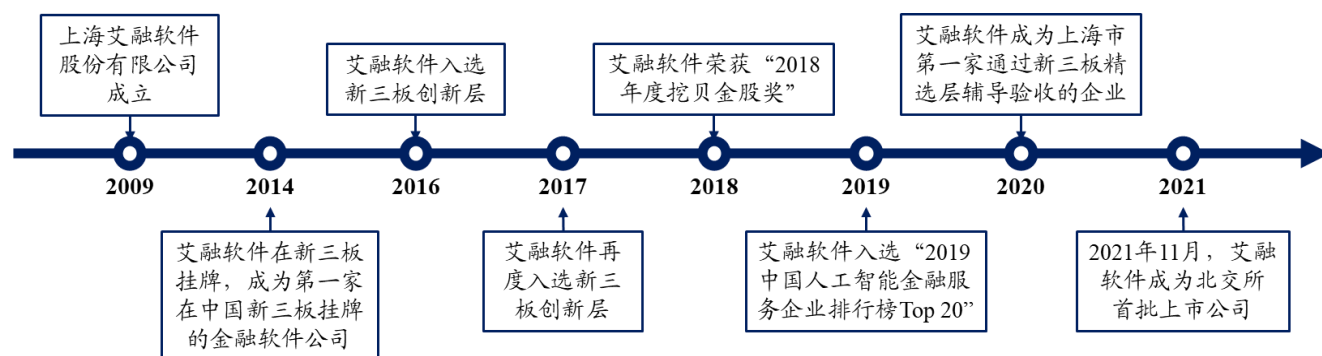 上海艾融软件
股份有限公司
成立
艾融软件入选
新三板创新层
艾融软件荣获“2018
年度挖贝金股奖”
艾融软件成为上海市
第一家通过新三板精
选层辅导验收的企业
2009
2014
2016
2017
2018
2019
2020
2021
艾融软件在新三板
挂牌，成为第一家
在中国新三板挂牌
的金融软件公司
艾融软件再
度入选新三
板创新层
艾融软件入选“2019
中国人工智能金融服
务企业排行榜Top 20”
2021年11月，艾融
软件成为北交所
首批上市公司